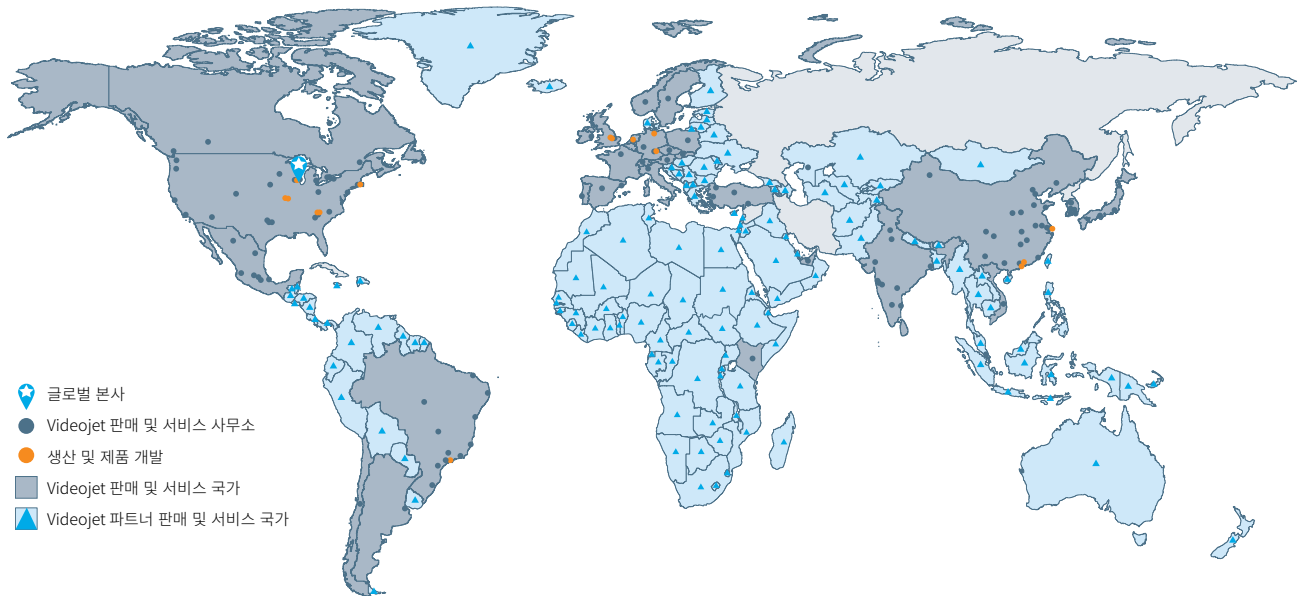 글로벌 본사
Videojet 판매 및 서비스 사무소
생산 및 제품 개발
Videojet 판매 및 서비스 국가
Videojet 파트너 판매 및 서비스 국가